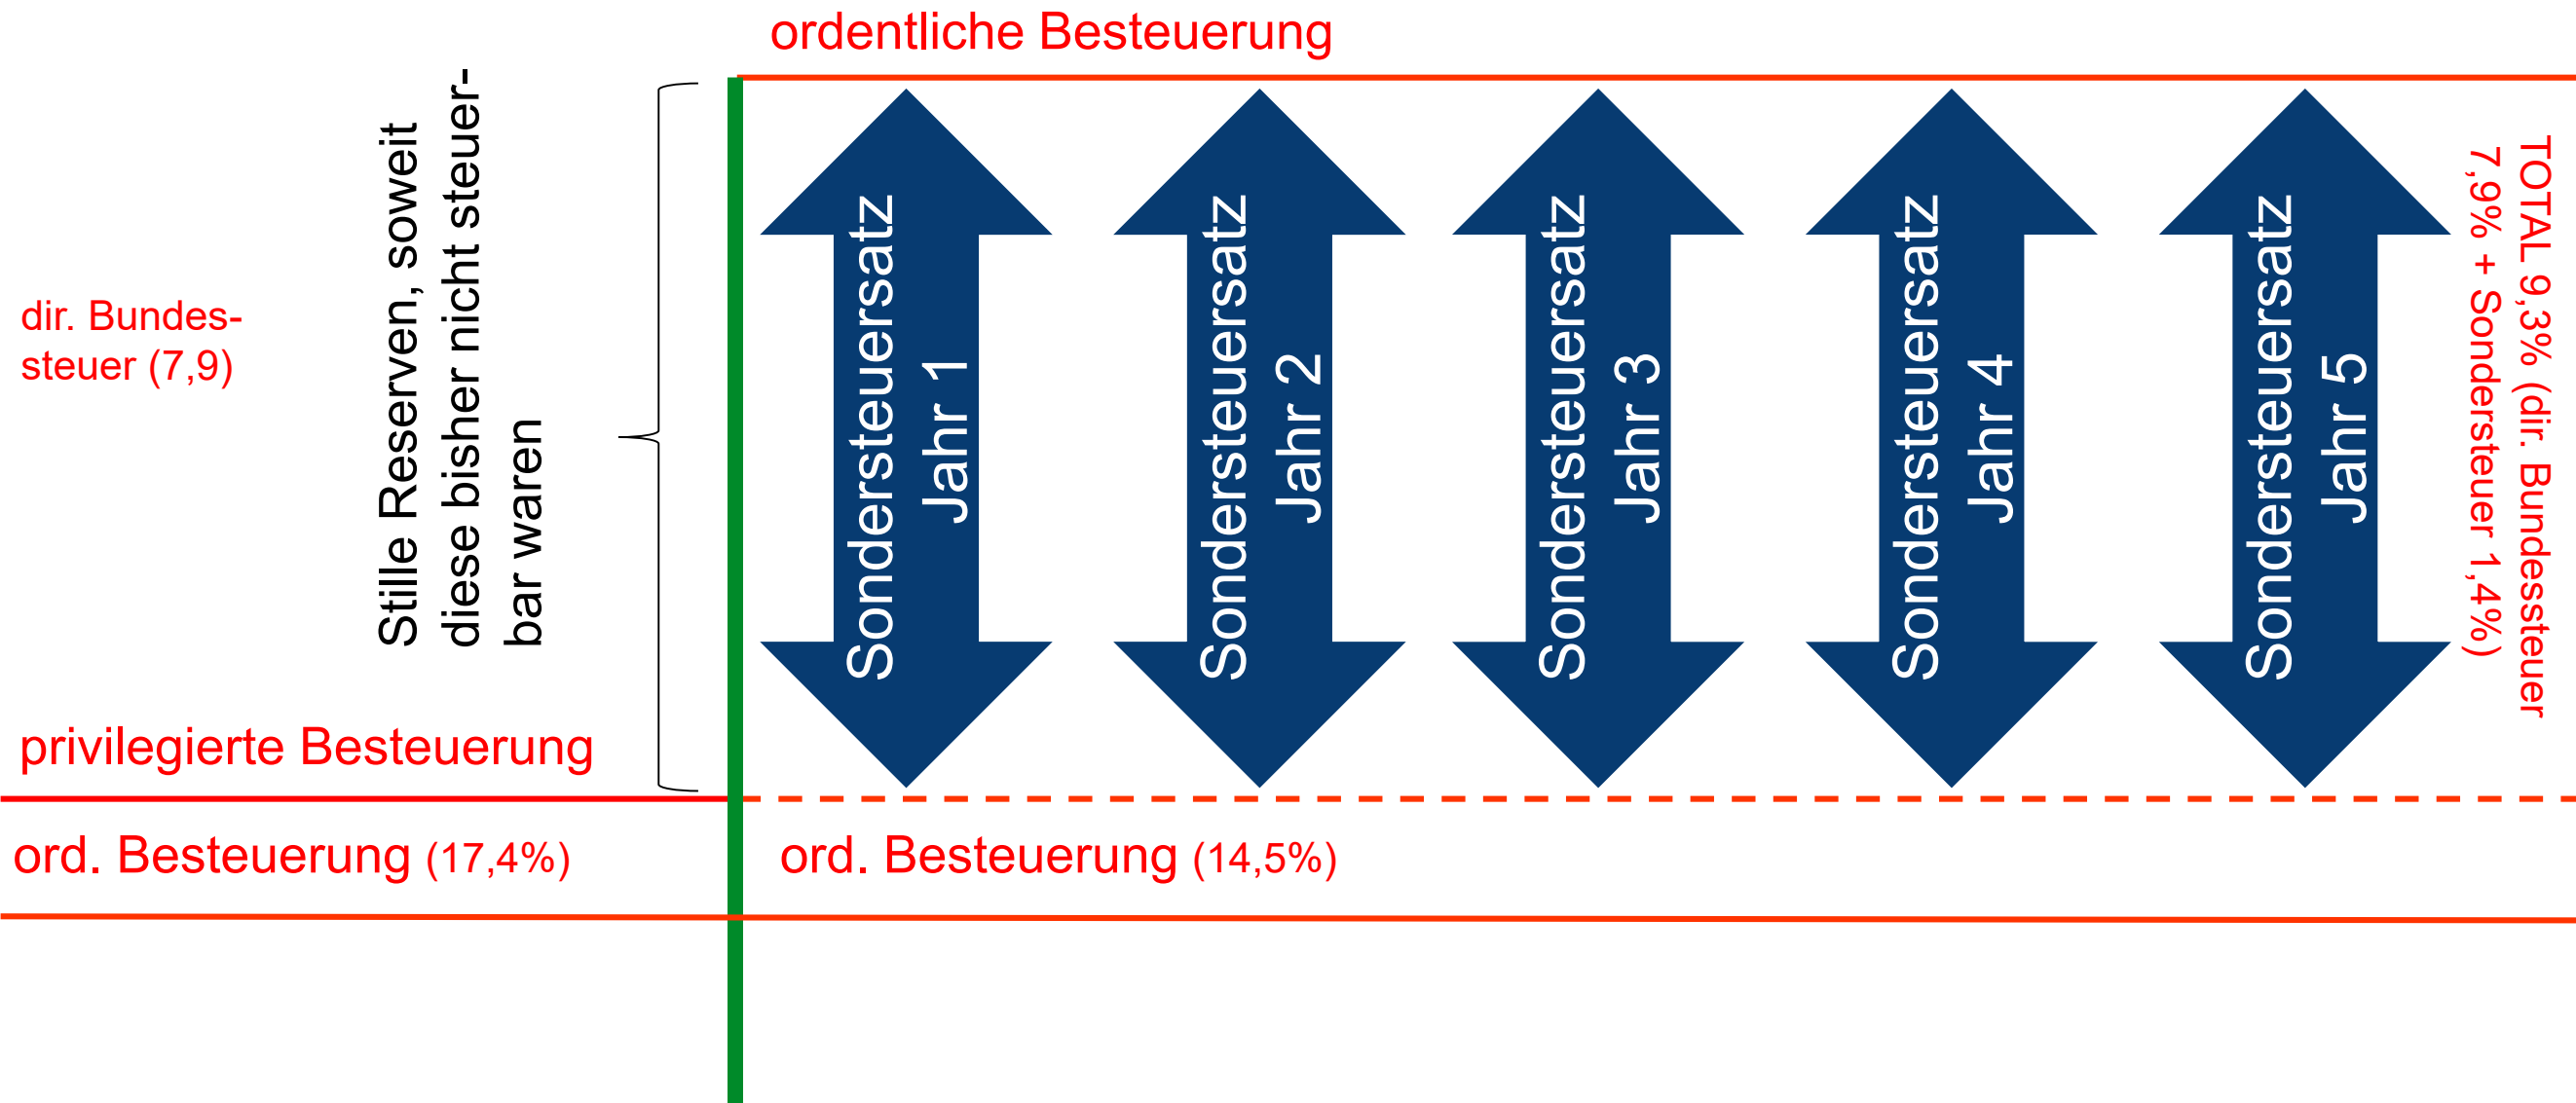 ordentliche Besteuerung
dir. Bundes-
steuer (7,9)
Stille Reserven, soweit
diese bisher nicht steuer-
bar waren
Sondersteuersatz
Jahr 1
Sondersteuersatz
Jahr 2
Sondersteuersatz
Jahr 3
Sondersteuersatz
Jahr 4
Sondersteuersatz
Jahr 5
TOTAL 9,3% (dir. Bundessteuer
7,9% + Sondersteuer 1,4%)
privilegierte Besteuerung
ord. Besteuerung (17,4%)
ord. Besteuerung (14,5%)